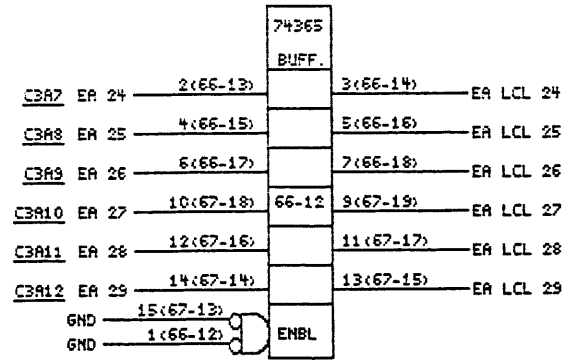 74365
BUFF.
C3A7 EA 24 2(66-13) 3(66-14) EA LCL 24
C3A8 EA 25 4(66-15) 5(66-16) EA LCL 25
C3A9 EA 26 6(66-17) 7(66-18) EA LCL 26
C3A10 EA 27 10(67-18) 66-12 9(67-19) EA LCL 27
C3A11 EA 28 12(67-16) 11(67-17) EA LCL 28
C3A12 EA 29 14(67-14) 13(67-15) EA LCL 29
GND 15(67-13)
GND 1(66-12) ENBL